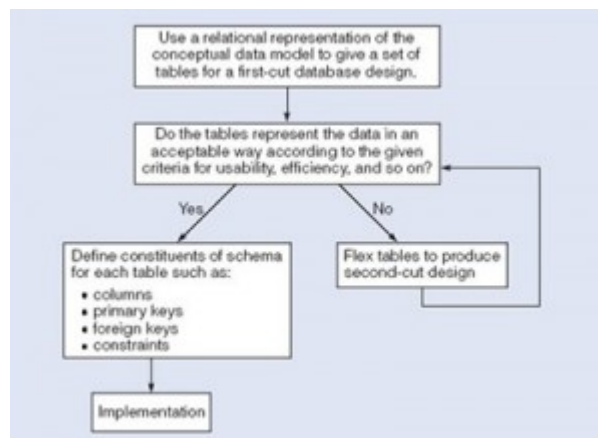 Use a relational representation of the
conceptual data model to give a set of
tables for a first-cut database design.
Do the tables represent the data in an
acceptable way according to the given
criteria for usability, efficiency, and so on?
Yes
No
Define constituents of schema
for each table such as:
• columns
• primary keys
• foreign keys
• constraints
Flex tables to produce
second-cut design
Implementation